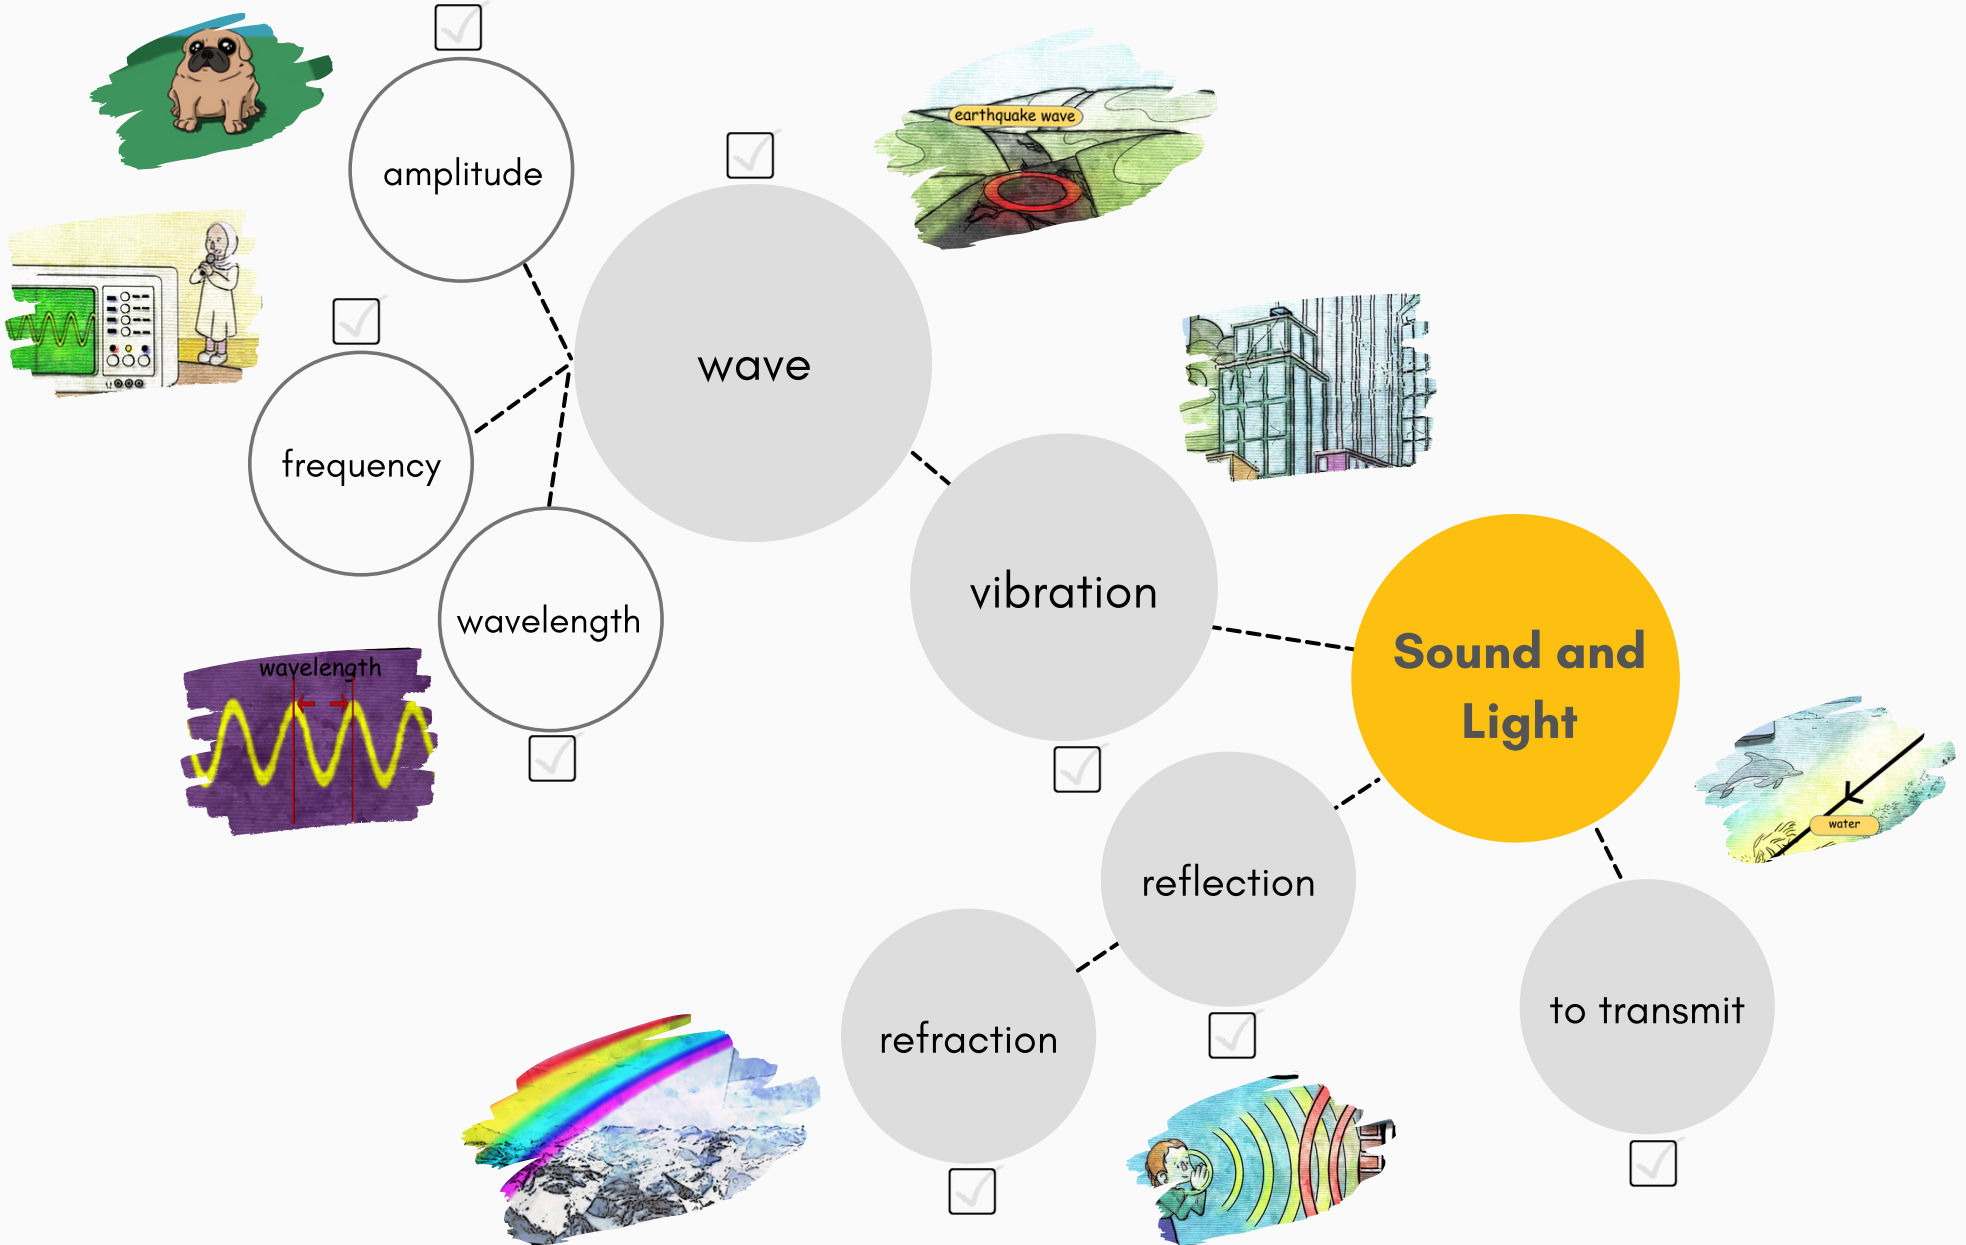 amplitude
earthquake wave
wave
frequency
vibration
wavelength
Sound and
Light
wavelength
water
reflection
to transmit
refraction